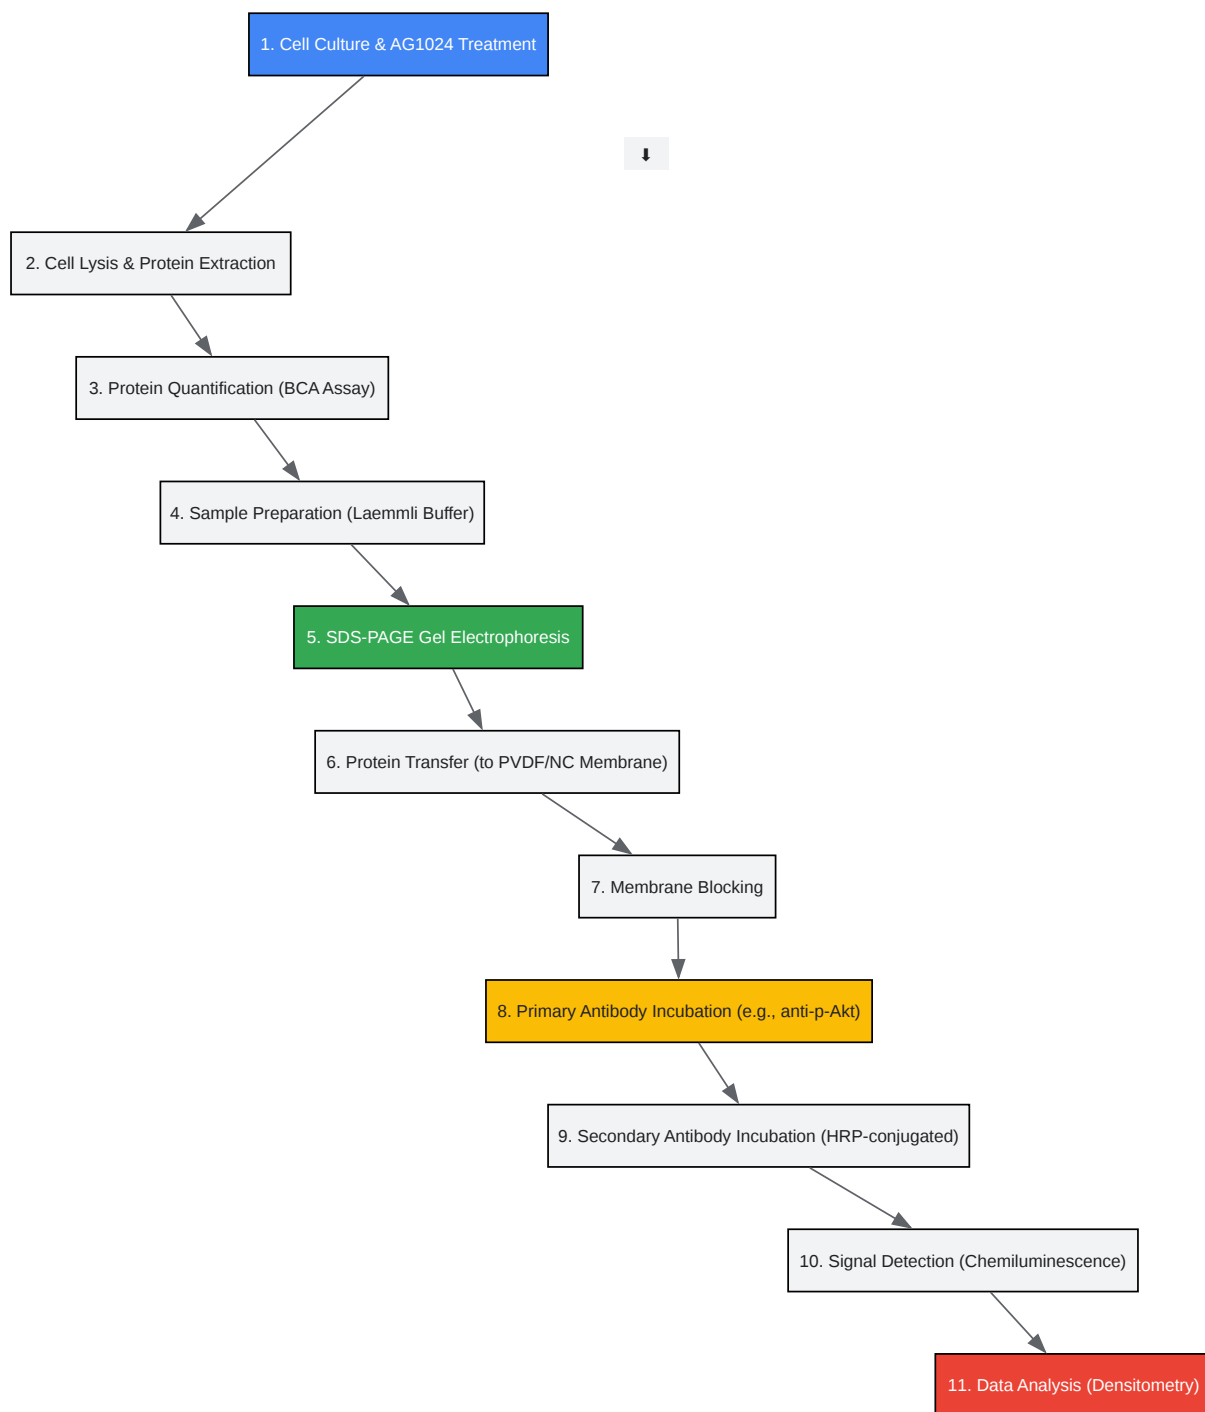 1. Cell Culture & AG1024 Treatment
⬇
2. Cell Lysis & Protein Extraction
3. Protein Quantification (BCA Assay)
4. Sample Preparation (Laemmli Buffer)
5. SDS-PAGE Gel Electrophoresis
6. Protein Transfer (to PVDF/NC Membrane)
7. Membrane Blocking
8. Primary Antibody Incubation (e.g., anti-p-Akt)
9. Secondary Antibody Incubation (HRP-conjugated)
10. Signal Detection (Chemiluminescence)
11. Data Analysis (Densitometry)